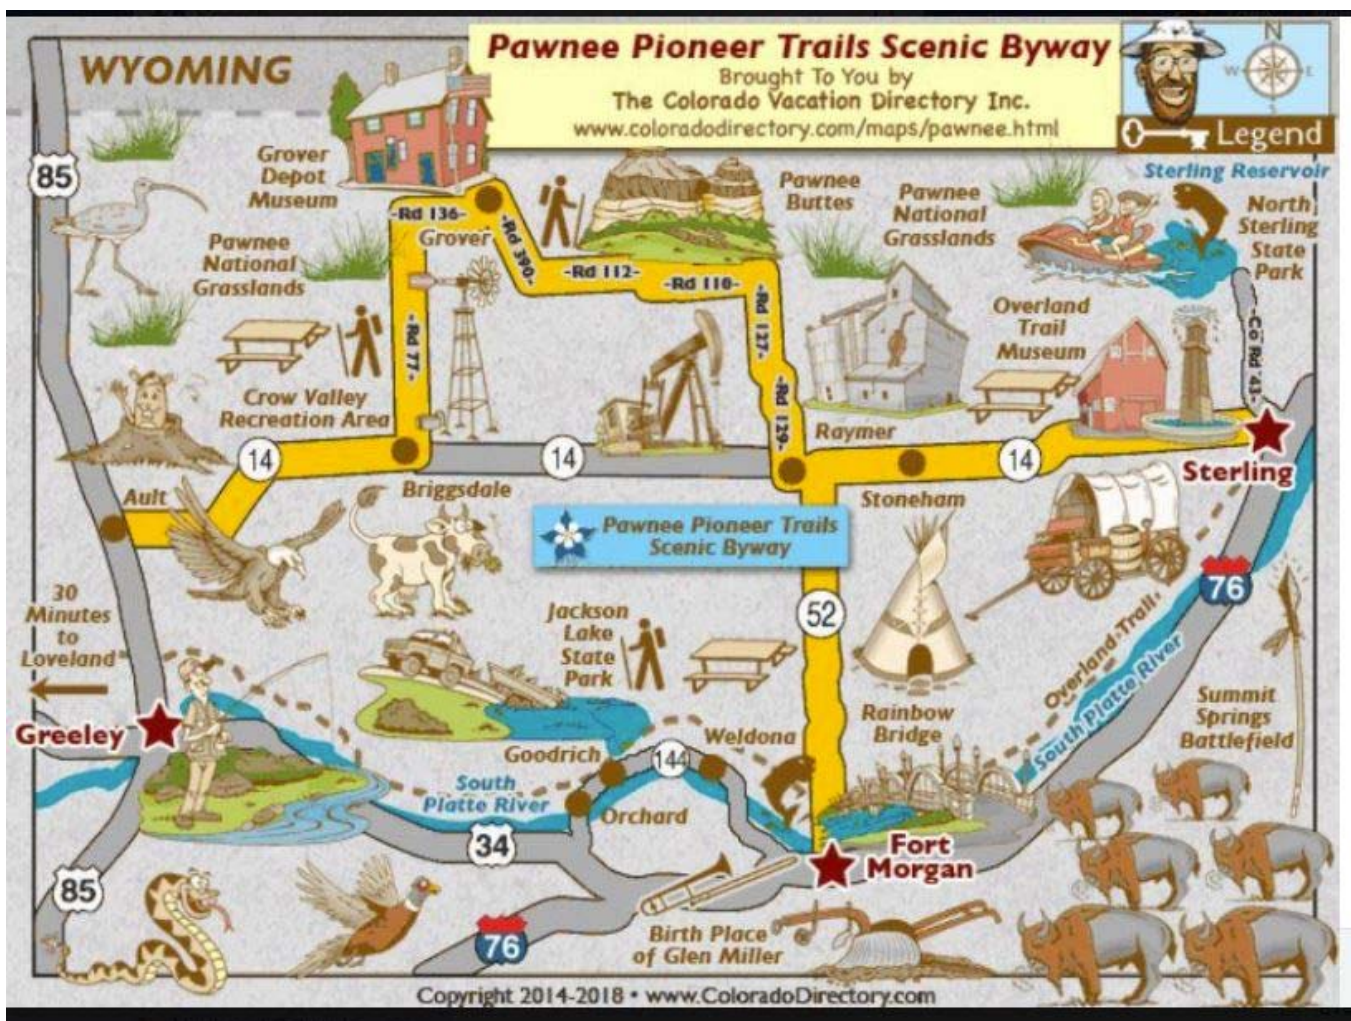 WYOMING
Pawnee Pioneer Trails Scenic Byway
Brought To You by
The Colorado Vacation Directory Inc.
www.coloradodirectory.com/maps/pawnee.html
N
W
E
S
Legend
85
Grover
Depot
Museum
-Rd 136-
Grover
-Rd 390-
-Rd 112-
-Rd 110-
-Rd 127-
-Rd 129-
-Rd 77-
Pawnee
Buttes
Pawnee
National
Grasslands
Sterling Reservoir
North
Sterling
State
Park
Pawnee
National
Grasslands
Overland
Trail
Museum
-Co Rd 43-
Crow Valley
Recreation Area
14
14
Raymer
14
Sterling
Ault
Briggsdale
Stoneham
Pawnee Pioneer Trails
Scenic Byway
76
30
Minutes
to
Loveland
52
Jackson
Lake
State
Park
Overland Trail
South Platte River
Summit
Springs
Battlefield
Greeley
Goodrich
144
Weldona
Rainbow
Bridge
South
Platte River
Orchard
34
Fort
Morgan
85
76
Birth Place
of Glen Miller
Copyright 2014-2018 • www.ColoradoDirectory.com